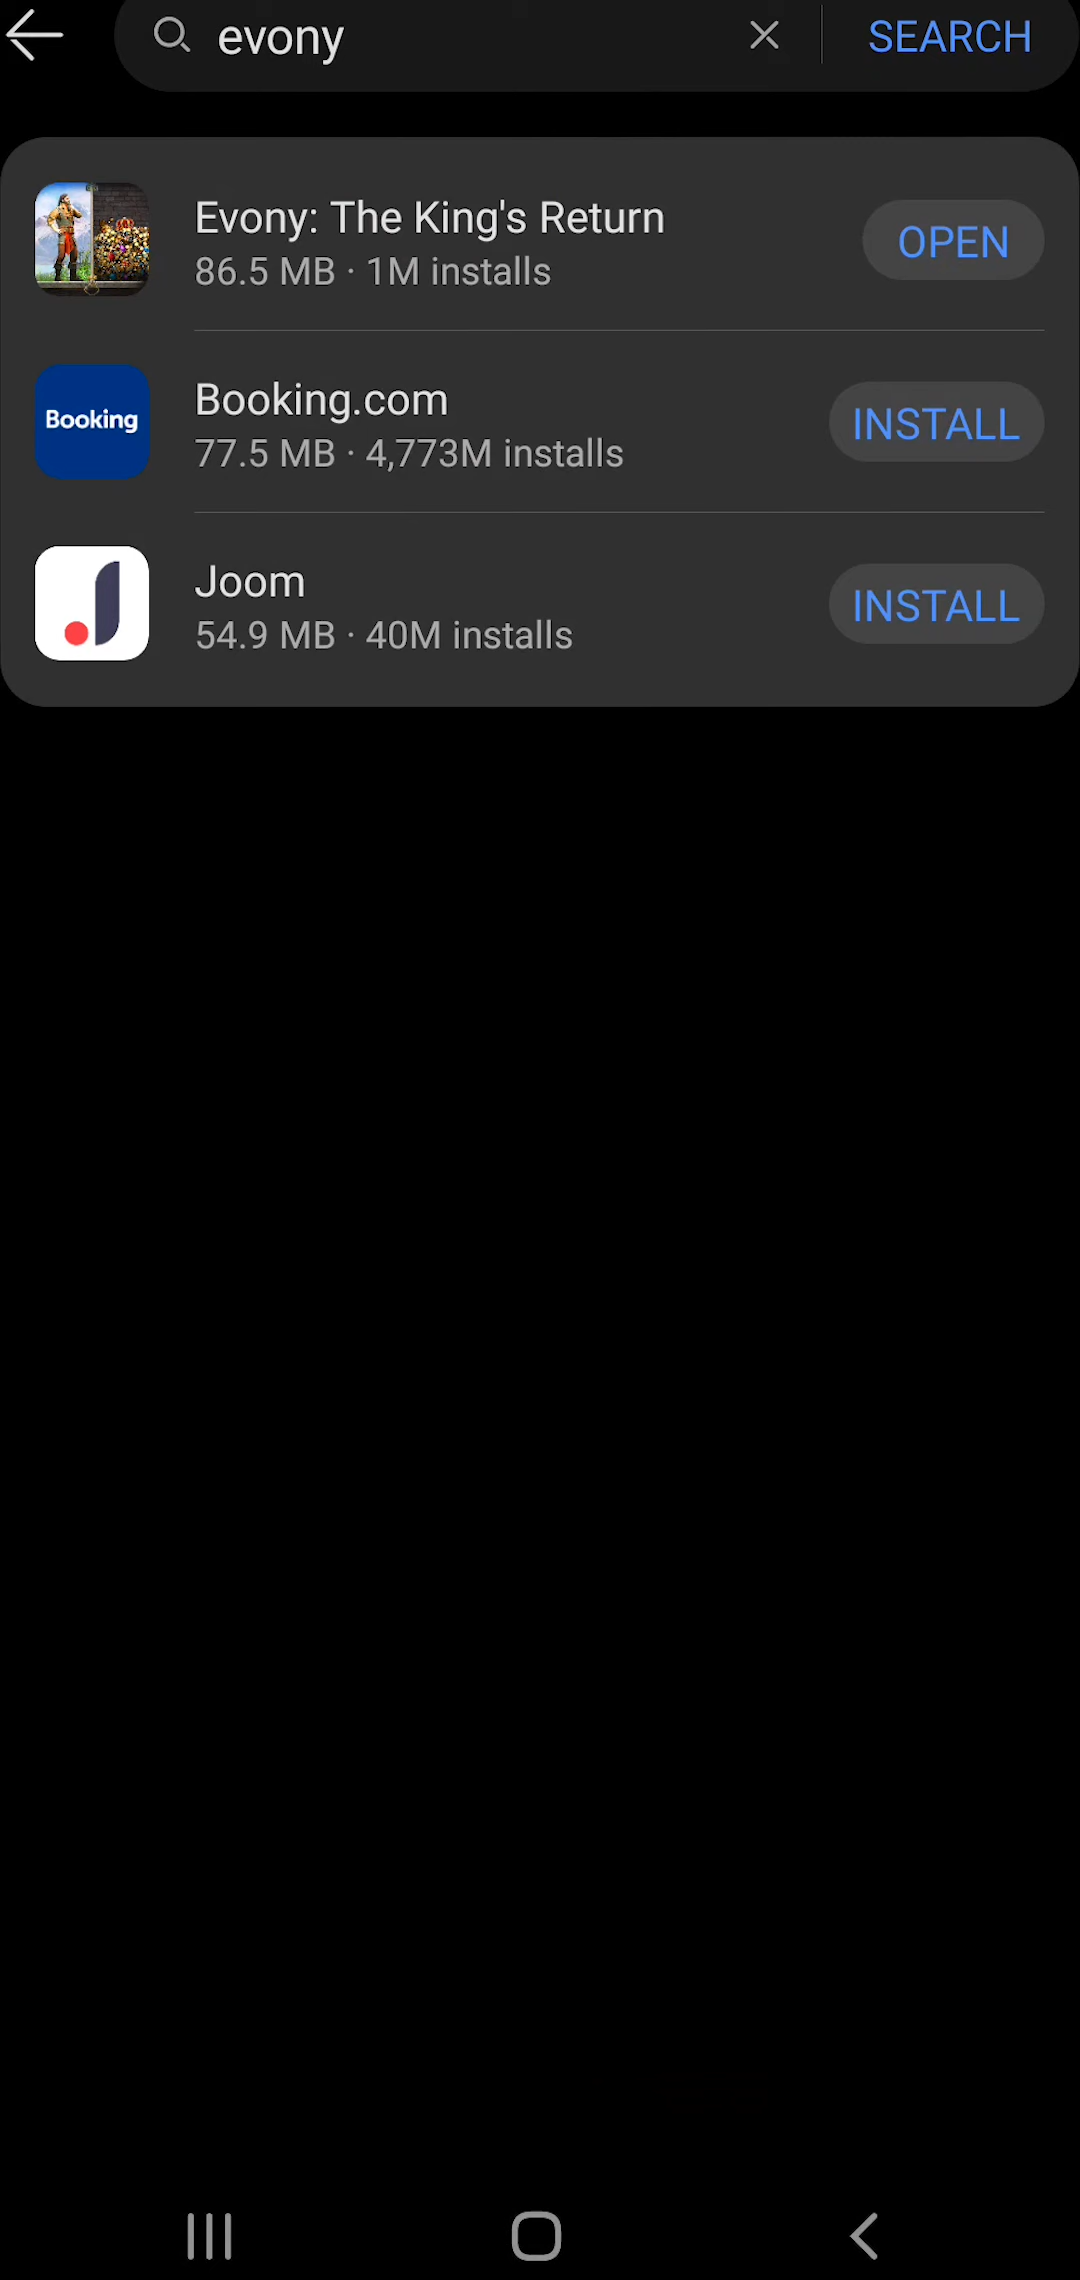 evony
SEARCH
Evony: The King's Return
86.5 MB · 1M installs
OPEN
Booking
Booking.com
77.5 MB · 4,773M installs
INSTALL
Joom
54.9 MB · 40M installs
INSTALL